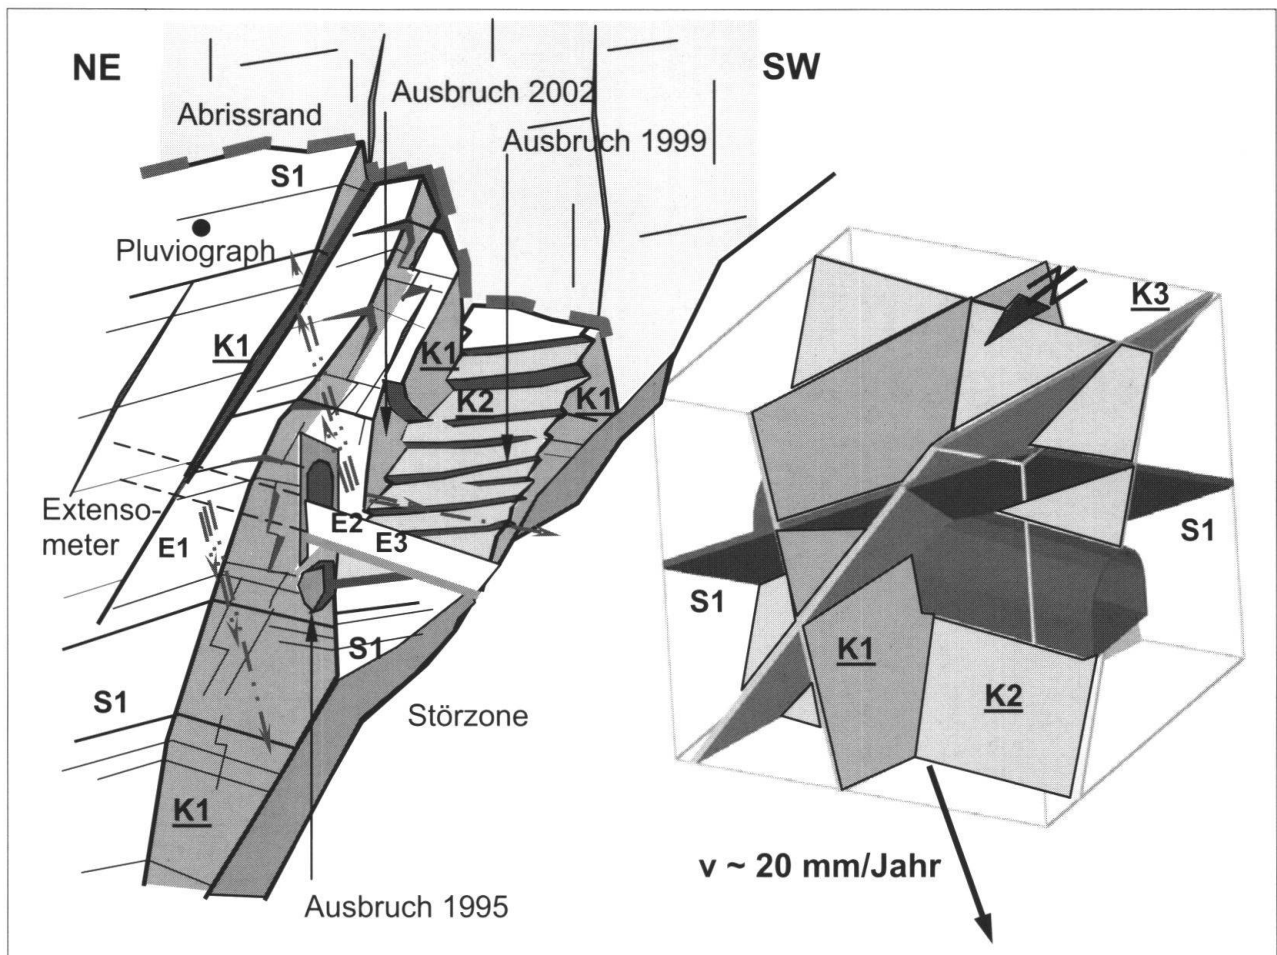 NE
SW
Ausbruch 2002
Abrissrand
Ausbruch 1999
S1
Pluviograph
K3
K1
K1
K2
K1
Extenso-
meter
E1
E2
E3
S1
S1
S1
K1
K2
S1
S1
Störzone
K1
v ~ 20 mm/Jahr
Ausbruch 1995